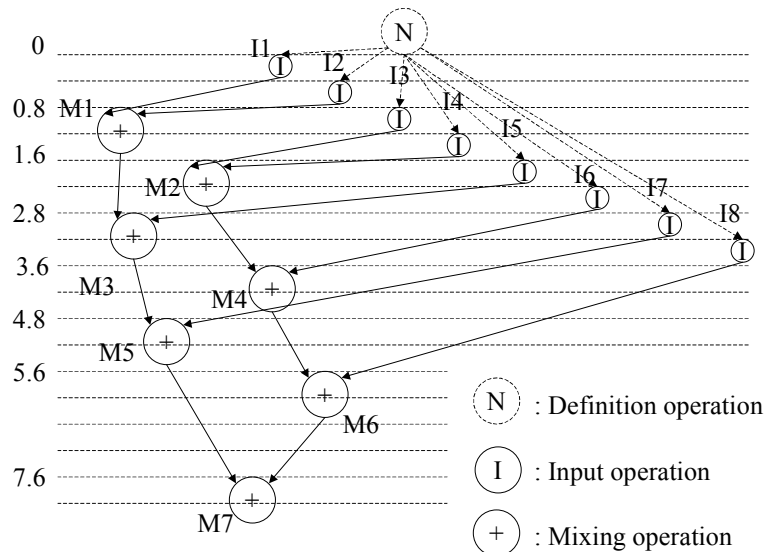 0
N
I1
I
I2
I
I3
I
0.8
M1
+
I4
I
I5
I
1.6
M2
+
I6
I
I7
I
2.8
M3
+
I8
I
3.6
M4
+
4.8
M5
+
5.6
M6
+
7.6
M7
+
N : Definition operation
I : Input operation
+ : Mixing operation